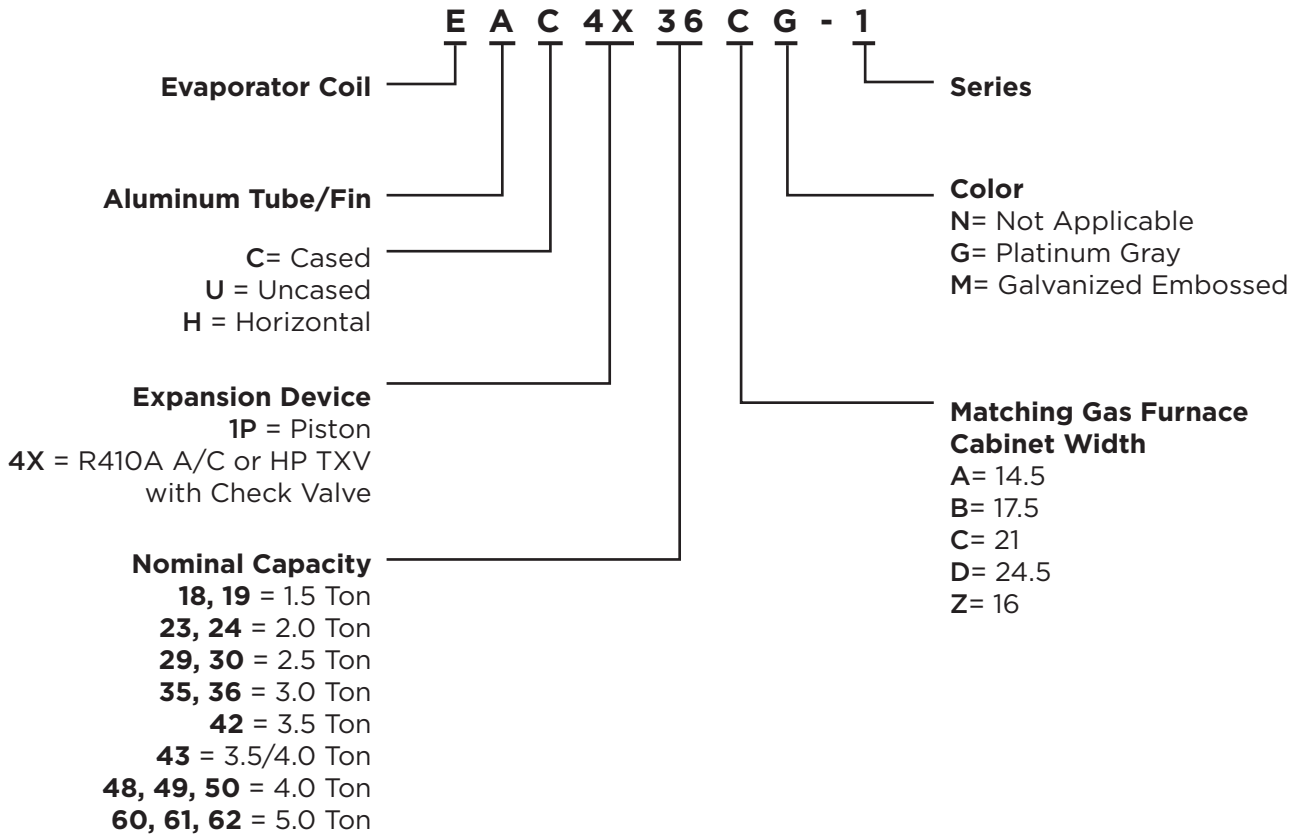 E A C 4X 36 C G - 1
Evaporator Coil
Aluminum Tube/Fin
C= Cased
U = Uncased
H = Horizontal
Expansion Device
1P = Piston
4X = R410A A/C or HP TXV
with Check Valve
Nominal Capacity
18, 19 = 1.5 Ton
23, 24 = 2.0 Ton
29, 30 = 2.5 Ton
35, 36 = 3.0 Ton
42 = 3.5 Ton
43 = 3.5/4.0 Ton
48, 49, 50 = 4.0 Ton
60, 61, 62 = 5.0 Ton
Series
Color
N= Not Applicable
G= Platinum Gray
M= Galvanized Embossed
Matching Gas Furnace
Cabinet Width
A= 14.5
B= 17.5
C= 21
D= 24.5
Z= 16